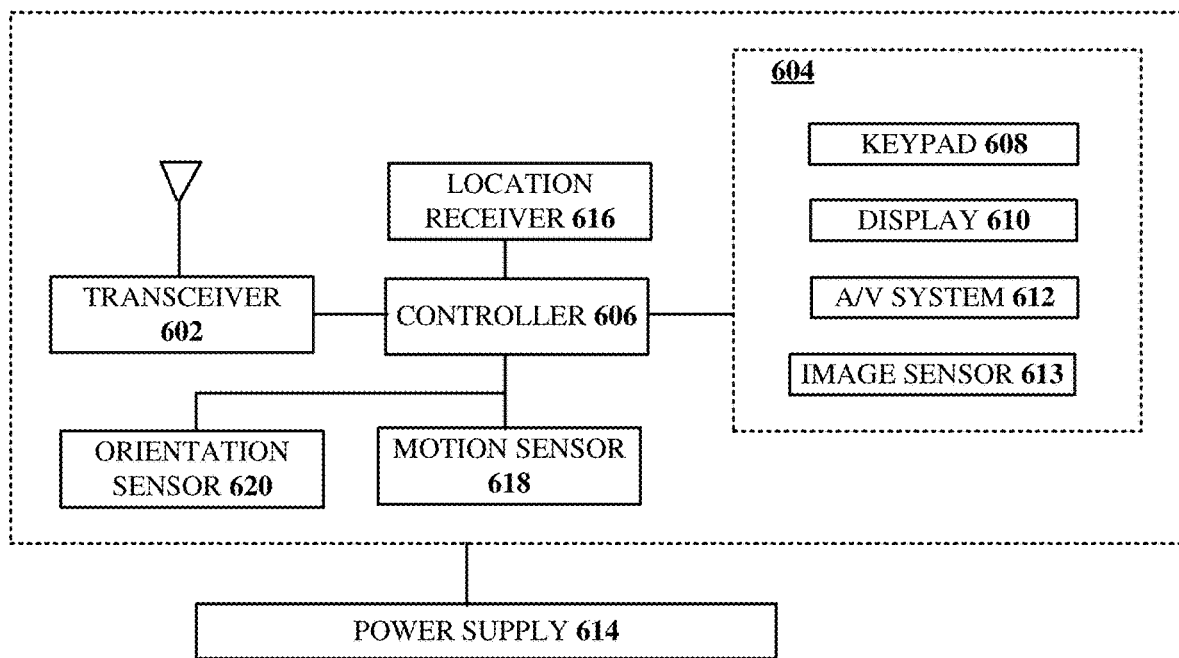 604
KEYPAD 608
LOCATION
RECEIVER 616
DISPLAY 610
TRANSCEIVER
602
CONTROLLER 606
A/V SYSTEM 612
IMAGE SENSOR 613
ORIENTATION
SENSOR 620
MOTION SENSOR
618
POWER SUPPLY 614